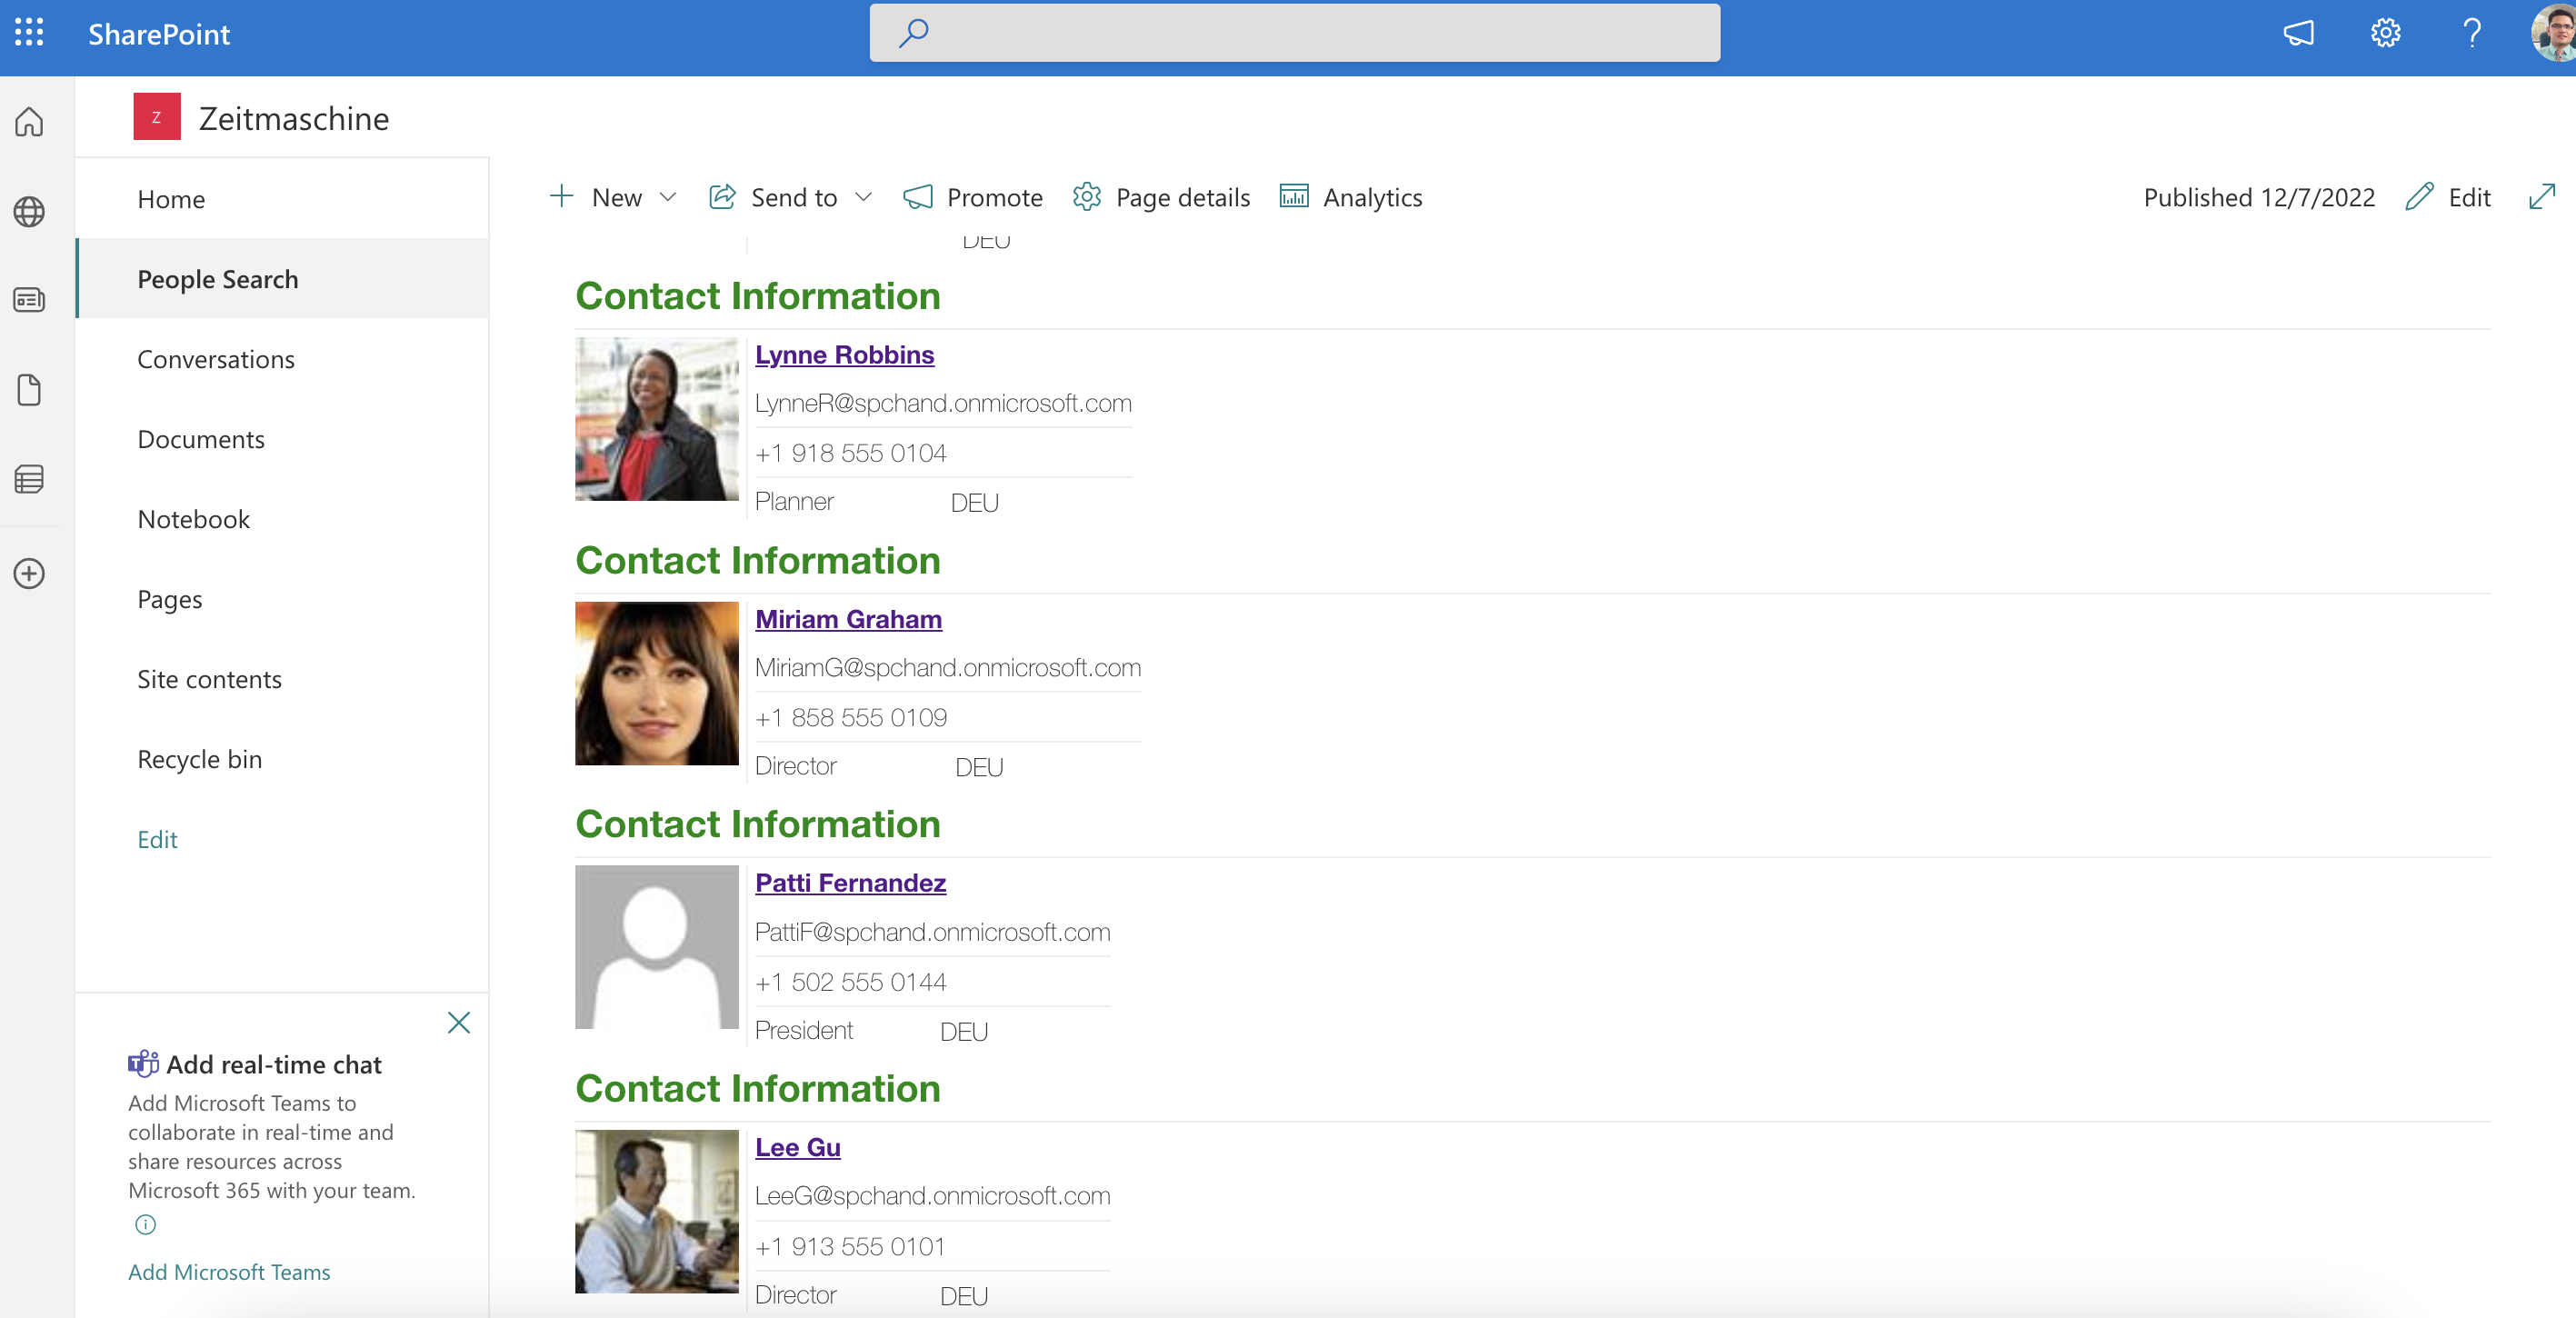 SharePoint
Z Zeitmaschine
Home
People Search
Conversations
Documents
Notebook
Pages
Site contents
Recycle bin
Edit
Add real-time chat
Add Microsoft Teams to
collaborate in real-time and
share resources across
Microsoft 365 with your team.
Add Microsoft Teams
New Send to Promote Page details Analytics Published 12/7/2022 Edit
DEU
Contact Information
Lynne Robbins
LynneR@spchand.onmicrosoft.com
+1 918 555 0104
Planner DEU
Contact Information
Miriam Graham
MiriamG@spchand.onmicrosoft.com
+1 858 555 0109
Director DEU
Contact Information
Patti Fernandez
PattiF@spchand.onmicrosoft.com
+1 502 555 0144
President DEU
Contact Information
Lee Gu
LeeG@spchand.onmicrosoft.com
+1 913 555 0101
Director DEU